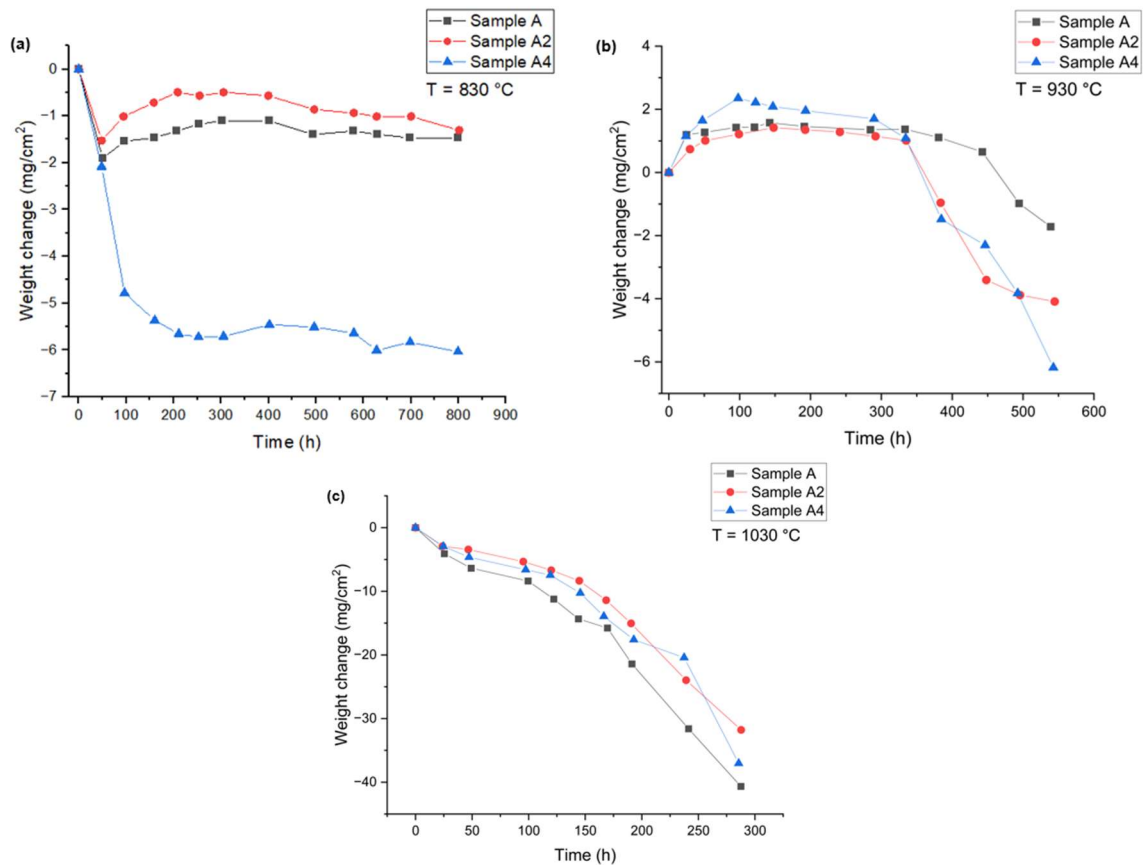 (a)
Sample A
Sample A2
Sample A4
T = 830 °C
Weight change (mg/cm²)
0
−1
−2
−3
−4
−5
−6
−7
0 100 200 300 400 500 600 700 800 900
Time (h)
(b)
Sample A
Sample A2
Sample A4
T = 930 °C
Weight change (mg/cm²)
4
2
0
−2
−4
−6
0 100 200 300 400 500 600
Time (h)
(c)
Sample A
Sample A2
Sample A4
T = 1030 °C
Weight change (mg/cm²)
0
−10
−20
−30
−40
0 50 100 150 200 250 300
Time (h)